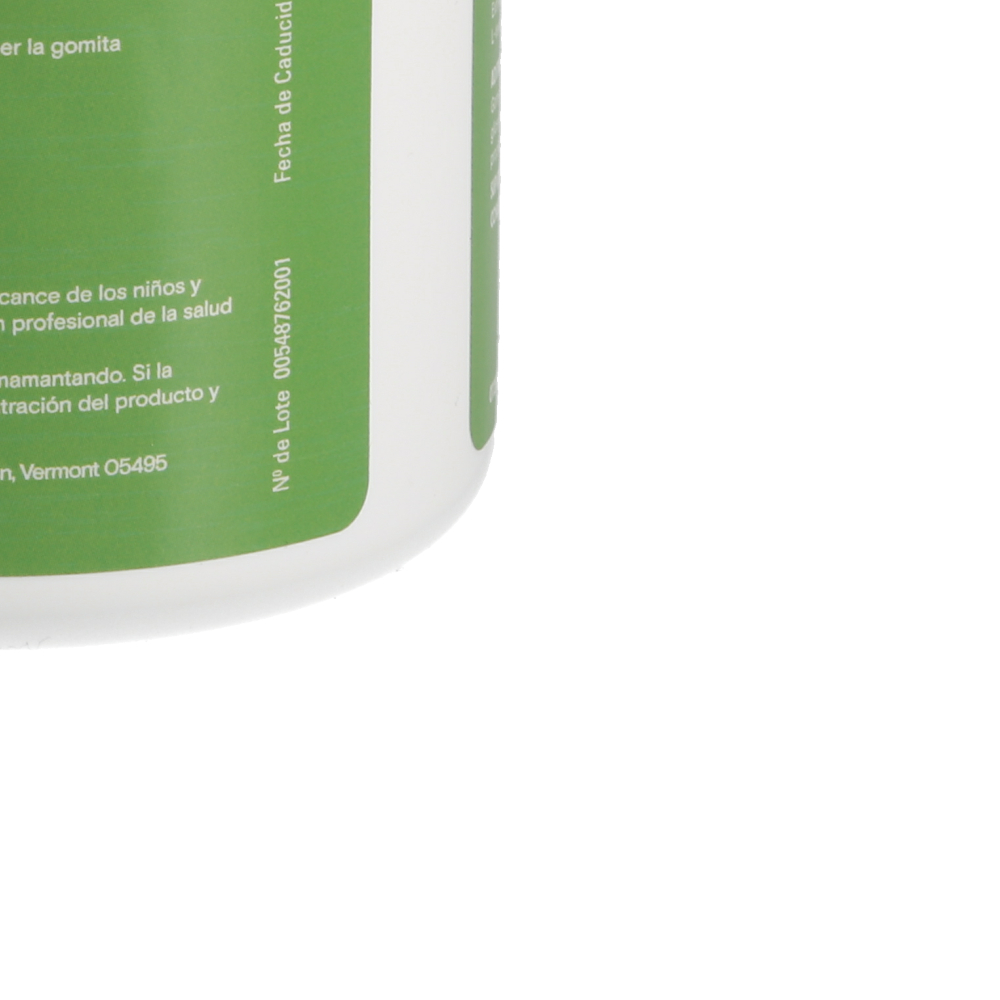 er la gomita
cance de los niños y
profesional de la salud
mamantando. Si la
tración del producto y
n, Vermont 05495
Fecha de Caducid
Nº de Lote 00548762001